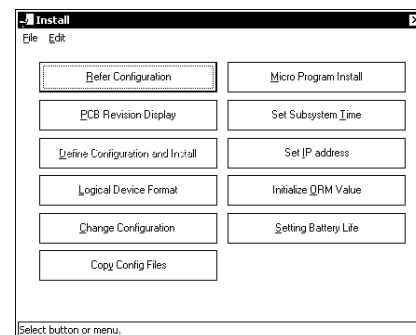 Install
File Edit
Refer Configuration
Micro Program Install
PCB Revision Display
Set Subsystem Time
Define Configuration and Install
Set IP address
Logical Device Format
Initialize ORM Value
Change Configuration
Setting Battery Life
Copy Config Files
Select button or menu.